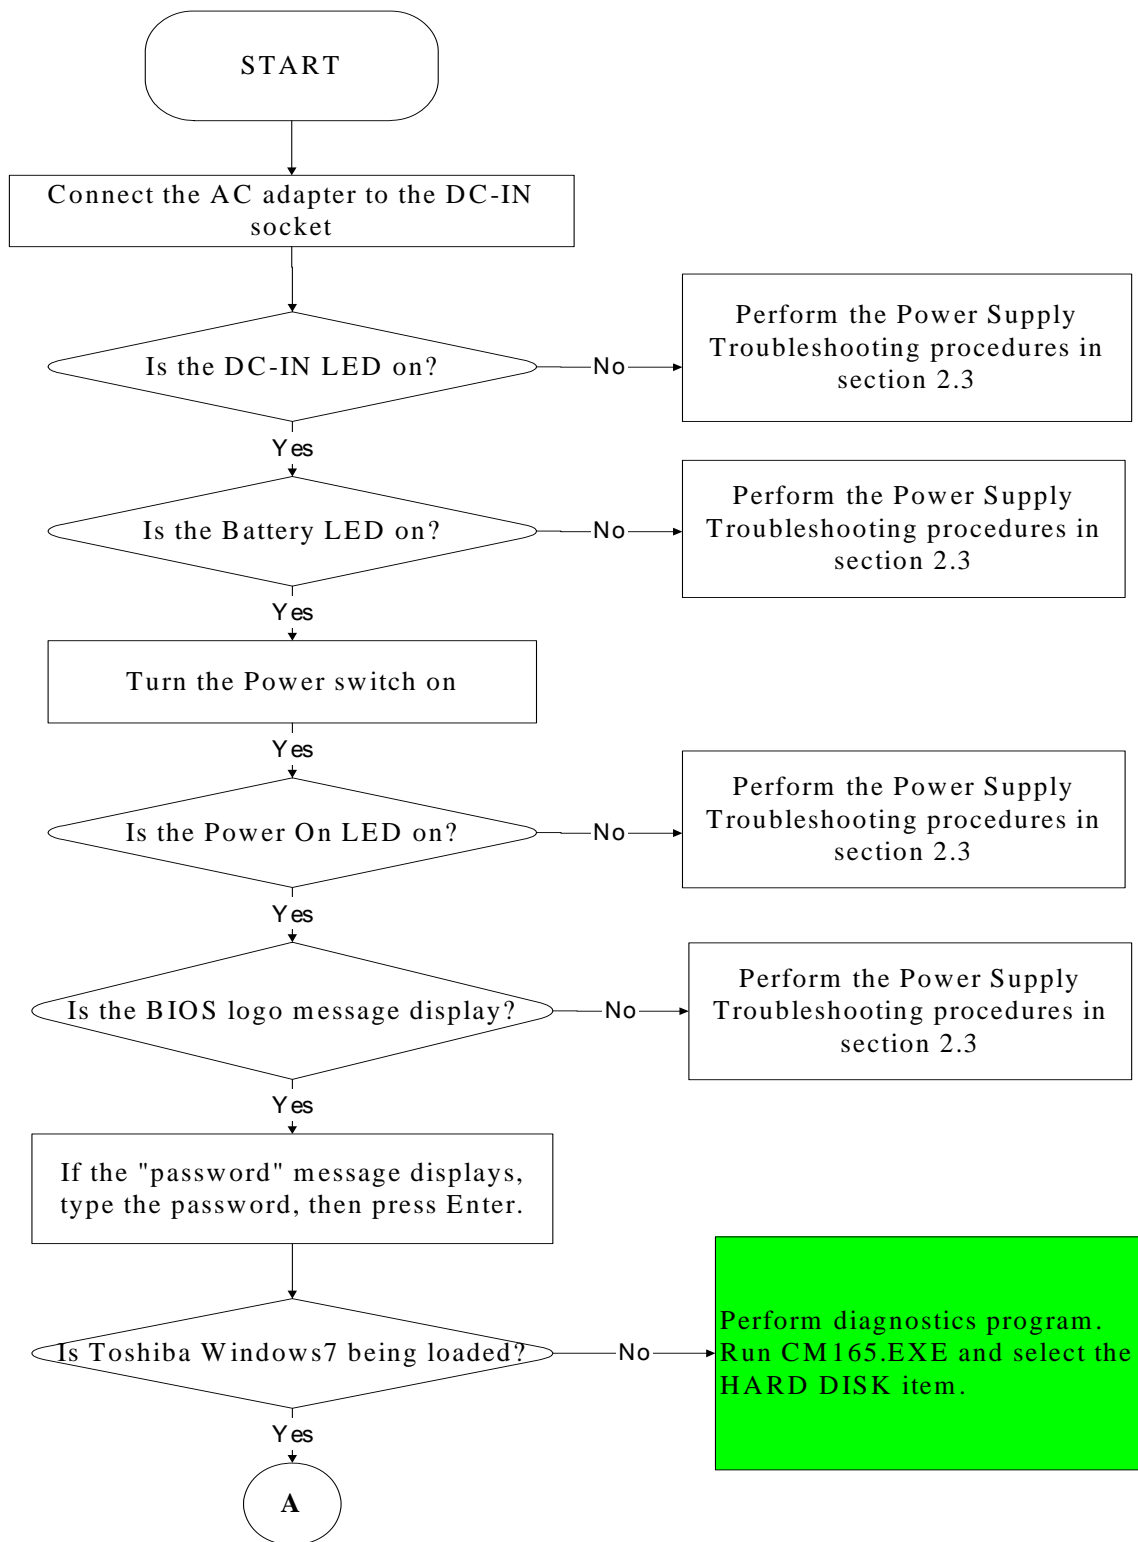 START
Connect the AC adapter to the DC-IN
socket
Is the DC-IN LED on?
No
Perform the Power Supply
Troubleshooting procedures in
section 2.3
Yes
Is the Battery LED on?
No
Perform the Power Supply
Troubleshooting procedures in
section 2.3
Yes
Turn the Power switch on
Yes
Is the Power On LED on?
No
Perform the Power Supply
Troubleshooting procedures in
section 2.3
Yes
Is the BIOS logo message display?
No
Perform the Power Supply
Troubleshooting procedures in
section 2.3
Yes
If the "password" message displays,
type the password, then press Enter.
Is Toshiba Windows7 being loaded?
No
Perform diagnostics program.
Run CM165.EXE and select the
HARD DISK item.
Yes
A